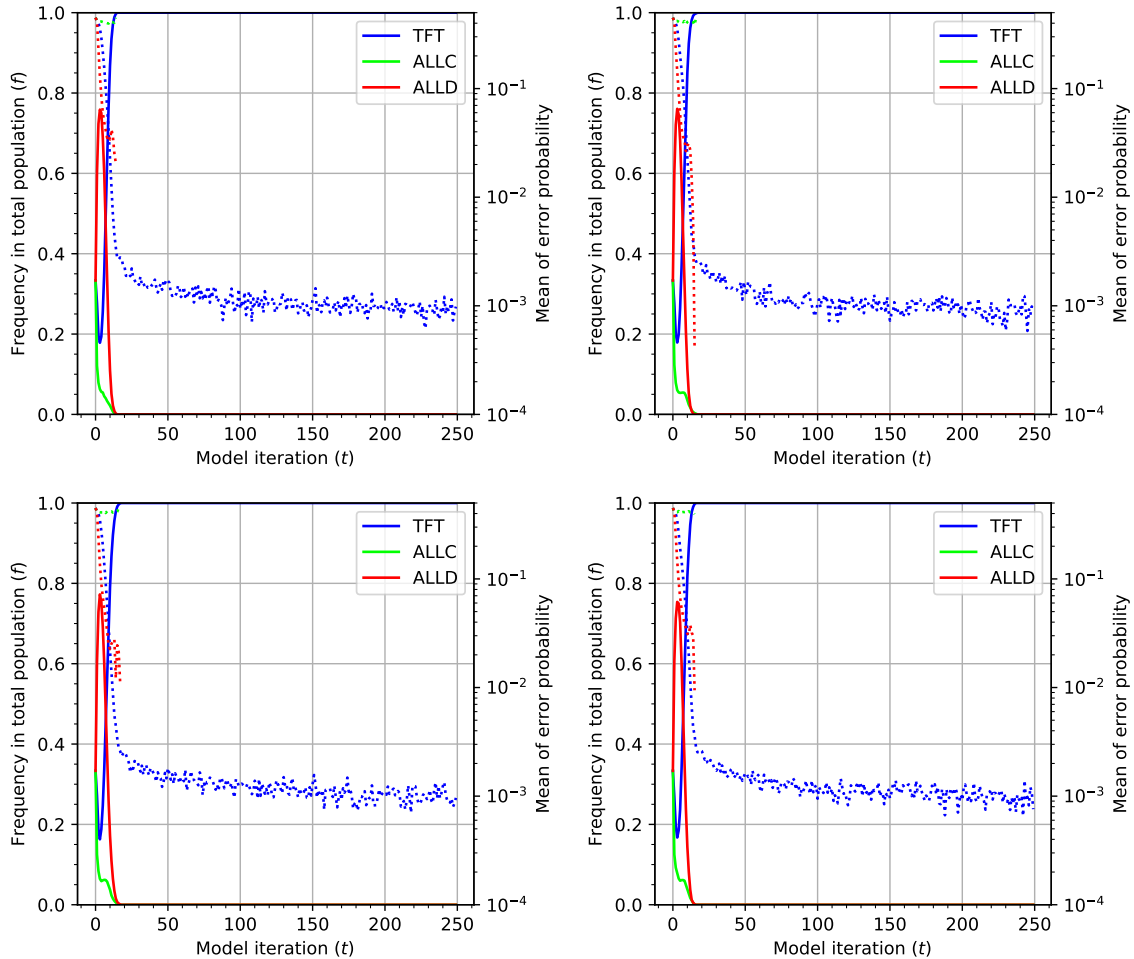 1.0
0.8
0.6
0.4
0.2
0.0
Frequency in total population (f)
0 50 100 150 200 250
Model iteration (t)
10⁻¹
10⁻²
10⁻³
10⁻⁴
Mean of error probability
TFT
ALLC
ALLD
1.0
0.8
0.6
0.4
0.2
0.0
Frequency in total population (f)
0 50 100 150 200 250
Model iteration (t)
10⁻¹
10⁻²
10⁻³
10⁻⁴
Mean of error probability
TFT
ALLC
ALLD
1.0
0.8
0.6
0.4
0.2
0.0
Frequency in total population (f)
0 50 100 150 200 250
Model iteration (t)
10⁻¹
10⁻²
10⁻³
10⁻⁴
Mean of error probability
TFT
ALLC
ALLD
1.0
0.8
0.6
0.4
0.2
0.0
Frequency in total population (f)
0 50 100 150 200 250
Model iteration (t)
10⁻¹
10⁻²
10⁻³
10⁻⁴
Mean of error probability
TFT
ALLC
ALLD